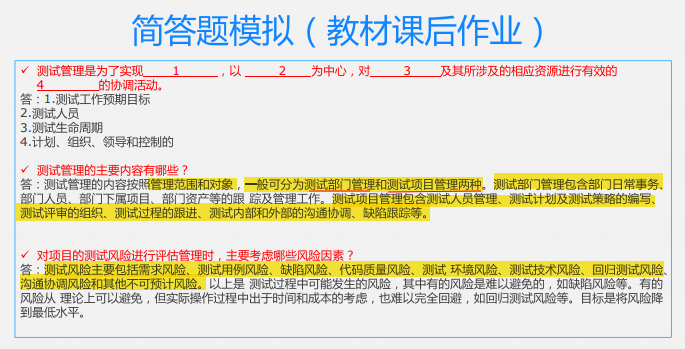 简答题模拟（教材课后作业）
✓ 测试管理是为了实现 1 ，以 2 为中心，对 3 及其所涉及的相应资源进行有效的
4 的协调活动。
答：1.测试工作预期目标
2.测试人员
3.测试生命周期
4.计划、组织、领导和控制的
✓ 测试管理的主要内容有哪些？
答：测试管理的内容按照管理范围和对象，一般可分为测试部门管理和测试项目管理两种。测试部门管理包含部门日常事务、
部门人员、部门下属项目、部门资产等的跟 踪及管理工作。测试项目管理包含测试人员管理、测试计划及测试策略的编写、
测试评审的组织、测试过程的跟进、测试内部和外部的沟通协调、缺陷跟踪等。
✓ 对项目的测试风险进行评估管理时，主要考虑哪些风险因素？
答：测试风险主要包括需求风险、测试用例风险、缺陷风险、代码质量风险、测试 环境风险、测试技术风险、回归测试风险、
沟通协调风险和其他不可预计风险。以上是 测试过程中可能发生的风险，其中有的风险是难以避免的，如缺陷风险等。有的
风险从 理论上可以避免，但实际操作过程中出于时间和成本的考虑，也难以完全回避，如回归测试风险等。目标是将风险降
到最低水平。